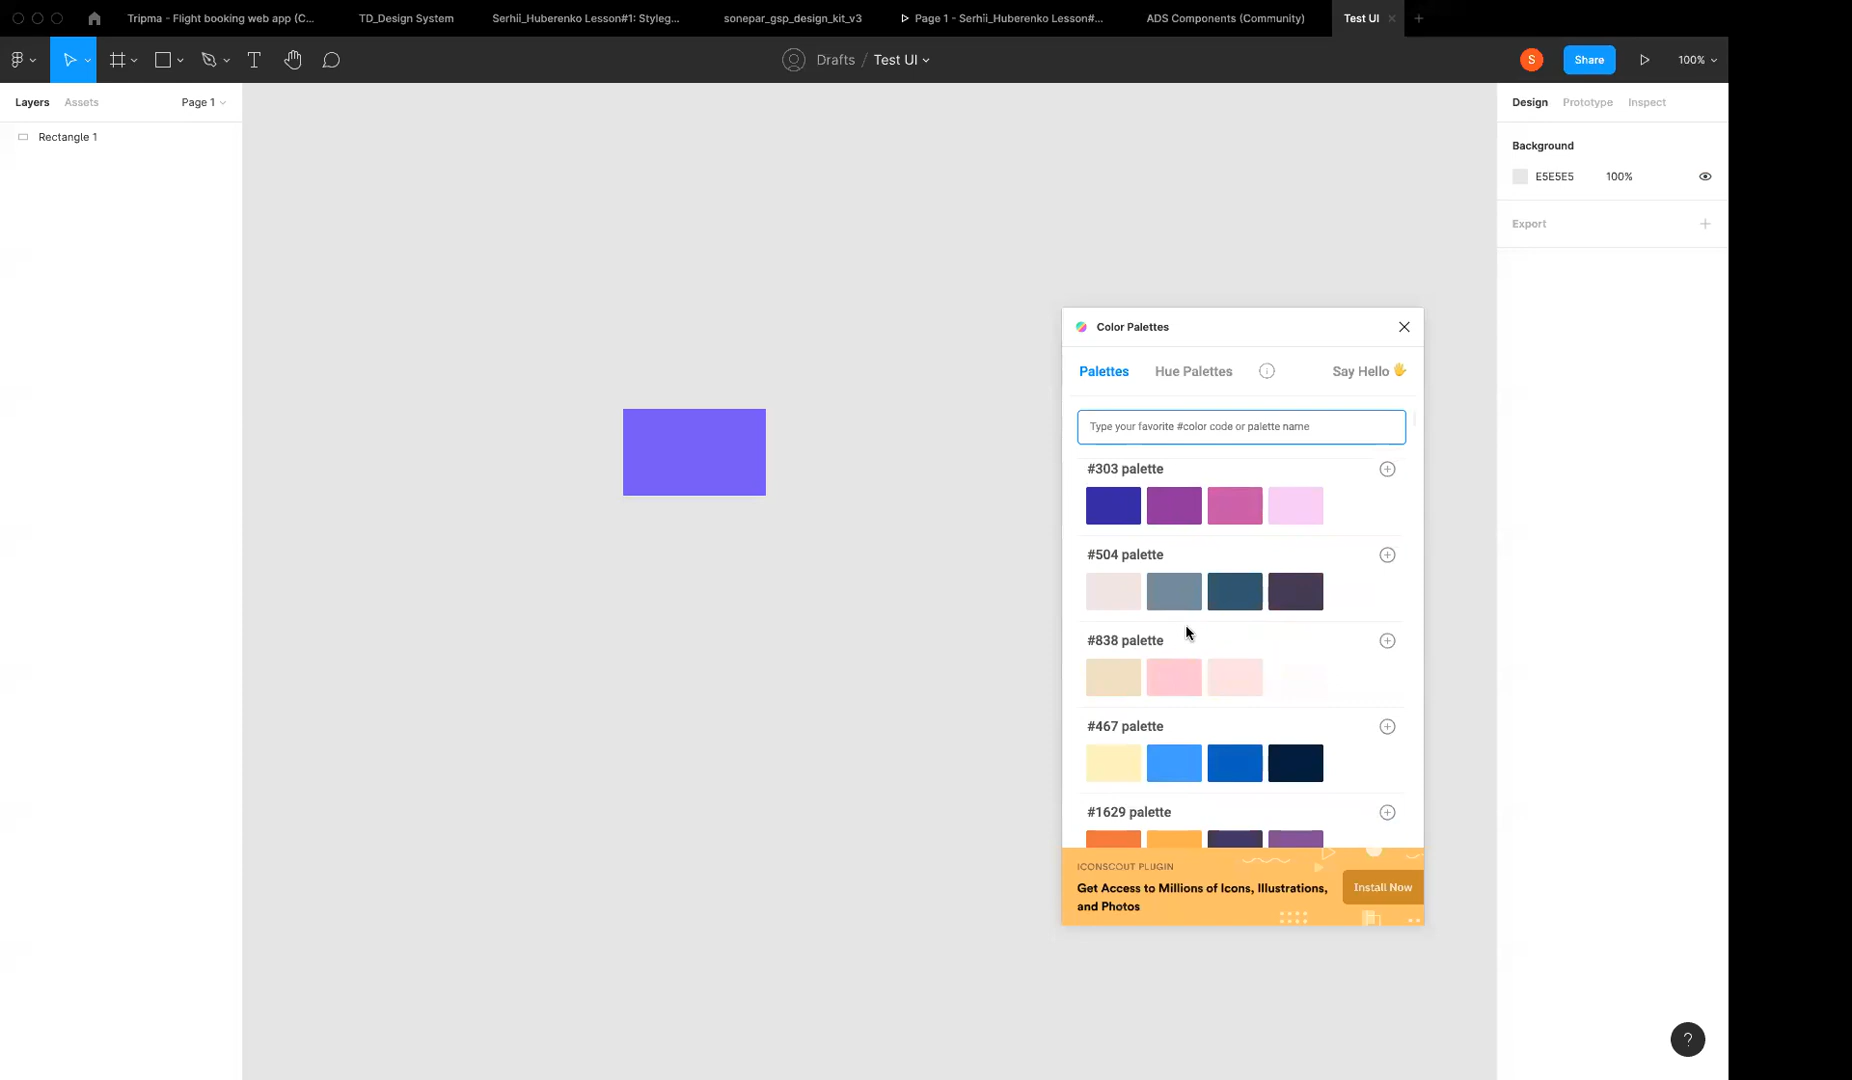 Tripma - Flight booking web app (C...
TD_Design System
Serhii_Huberenko Lesson#1: Styleg...
sonepar_gsp_design_kit_v3
Page 1 - Serhii_Huberenko Lesson#...
ADS Components (Community)
Test UI
Drafts / Test UI
S
Share
100%
Layers
Assets
Page 1
Rectangle 1
Design
Prototype
Inspect
Background
E5E5E5
100%
Export
Color Palettes
Palettes
Hue Palettes
Say Hello
Type your favorite #color code or palette name
#303 palette
#504 palette
#838 palette
#467 palette
#1629 palette
ICONSCOUT PLUGIN
Get Access to Millions of Icons, Illustrations,
and Photos
Install Now
?